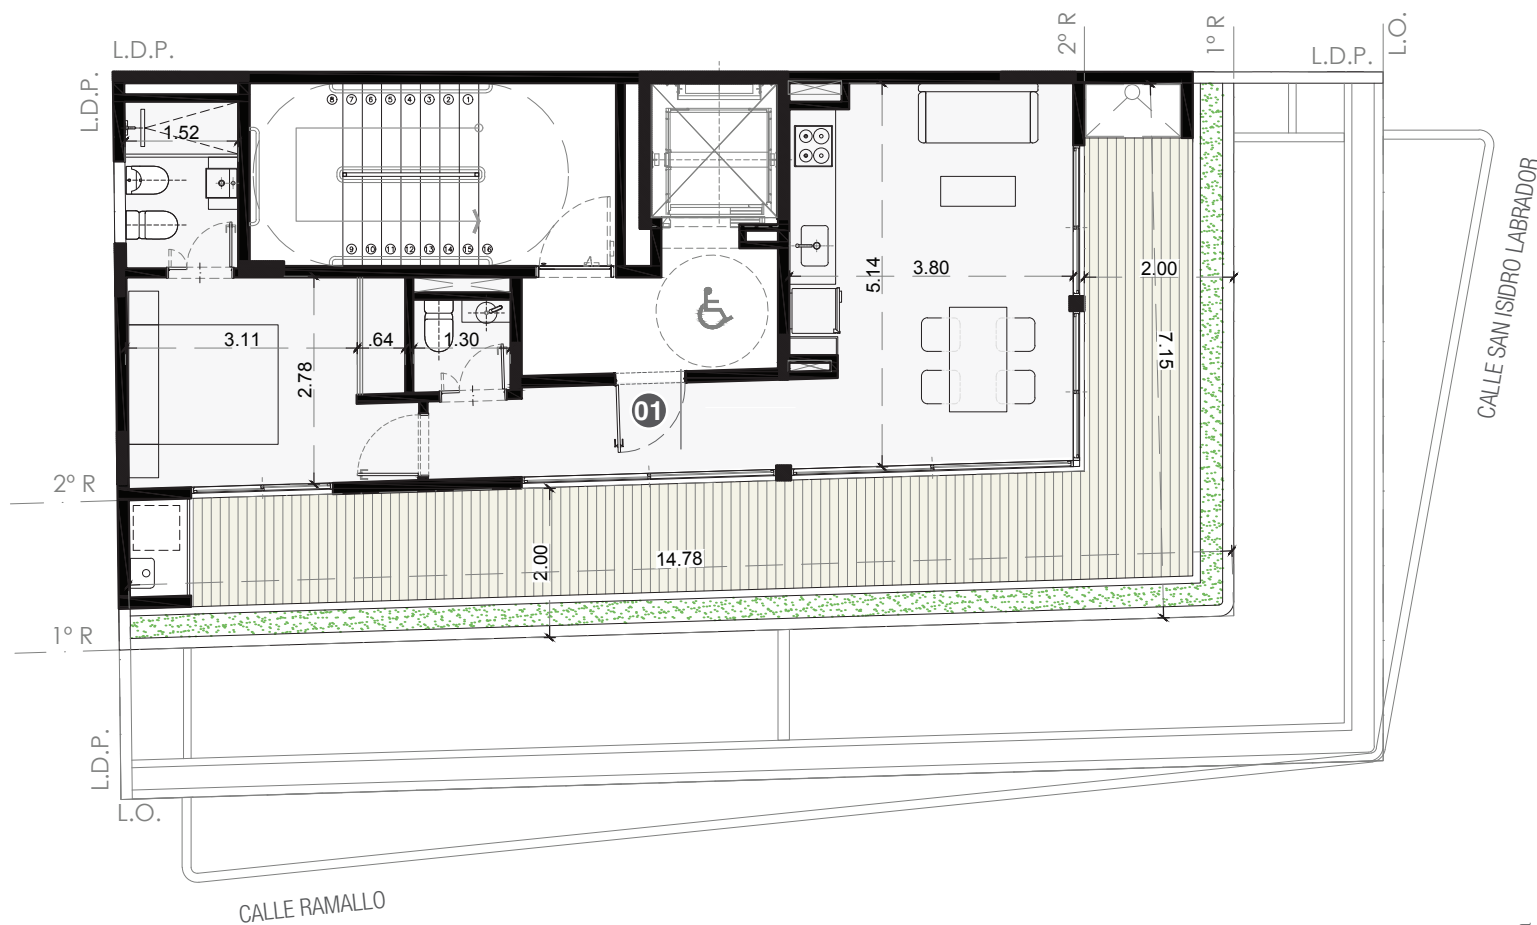 L.D.P.
L.D.P.
2º R
1º R
L.D.P.
L.O.
8 7 6 5 4 3 2 1
1.52
9 10 11 12 13 14 15 16
CALLE SAN ISIDRO LABRADOR
5.14
3.80
2.00
7.15
3.11
.64
1.30
2.78
01
2º R
2.00
14.78
1º R
L.D.P.
L.O.
CALLE RAMALLO